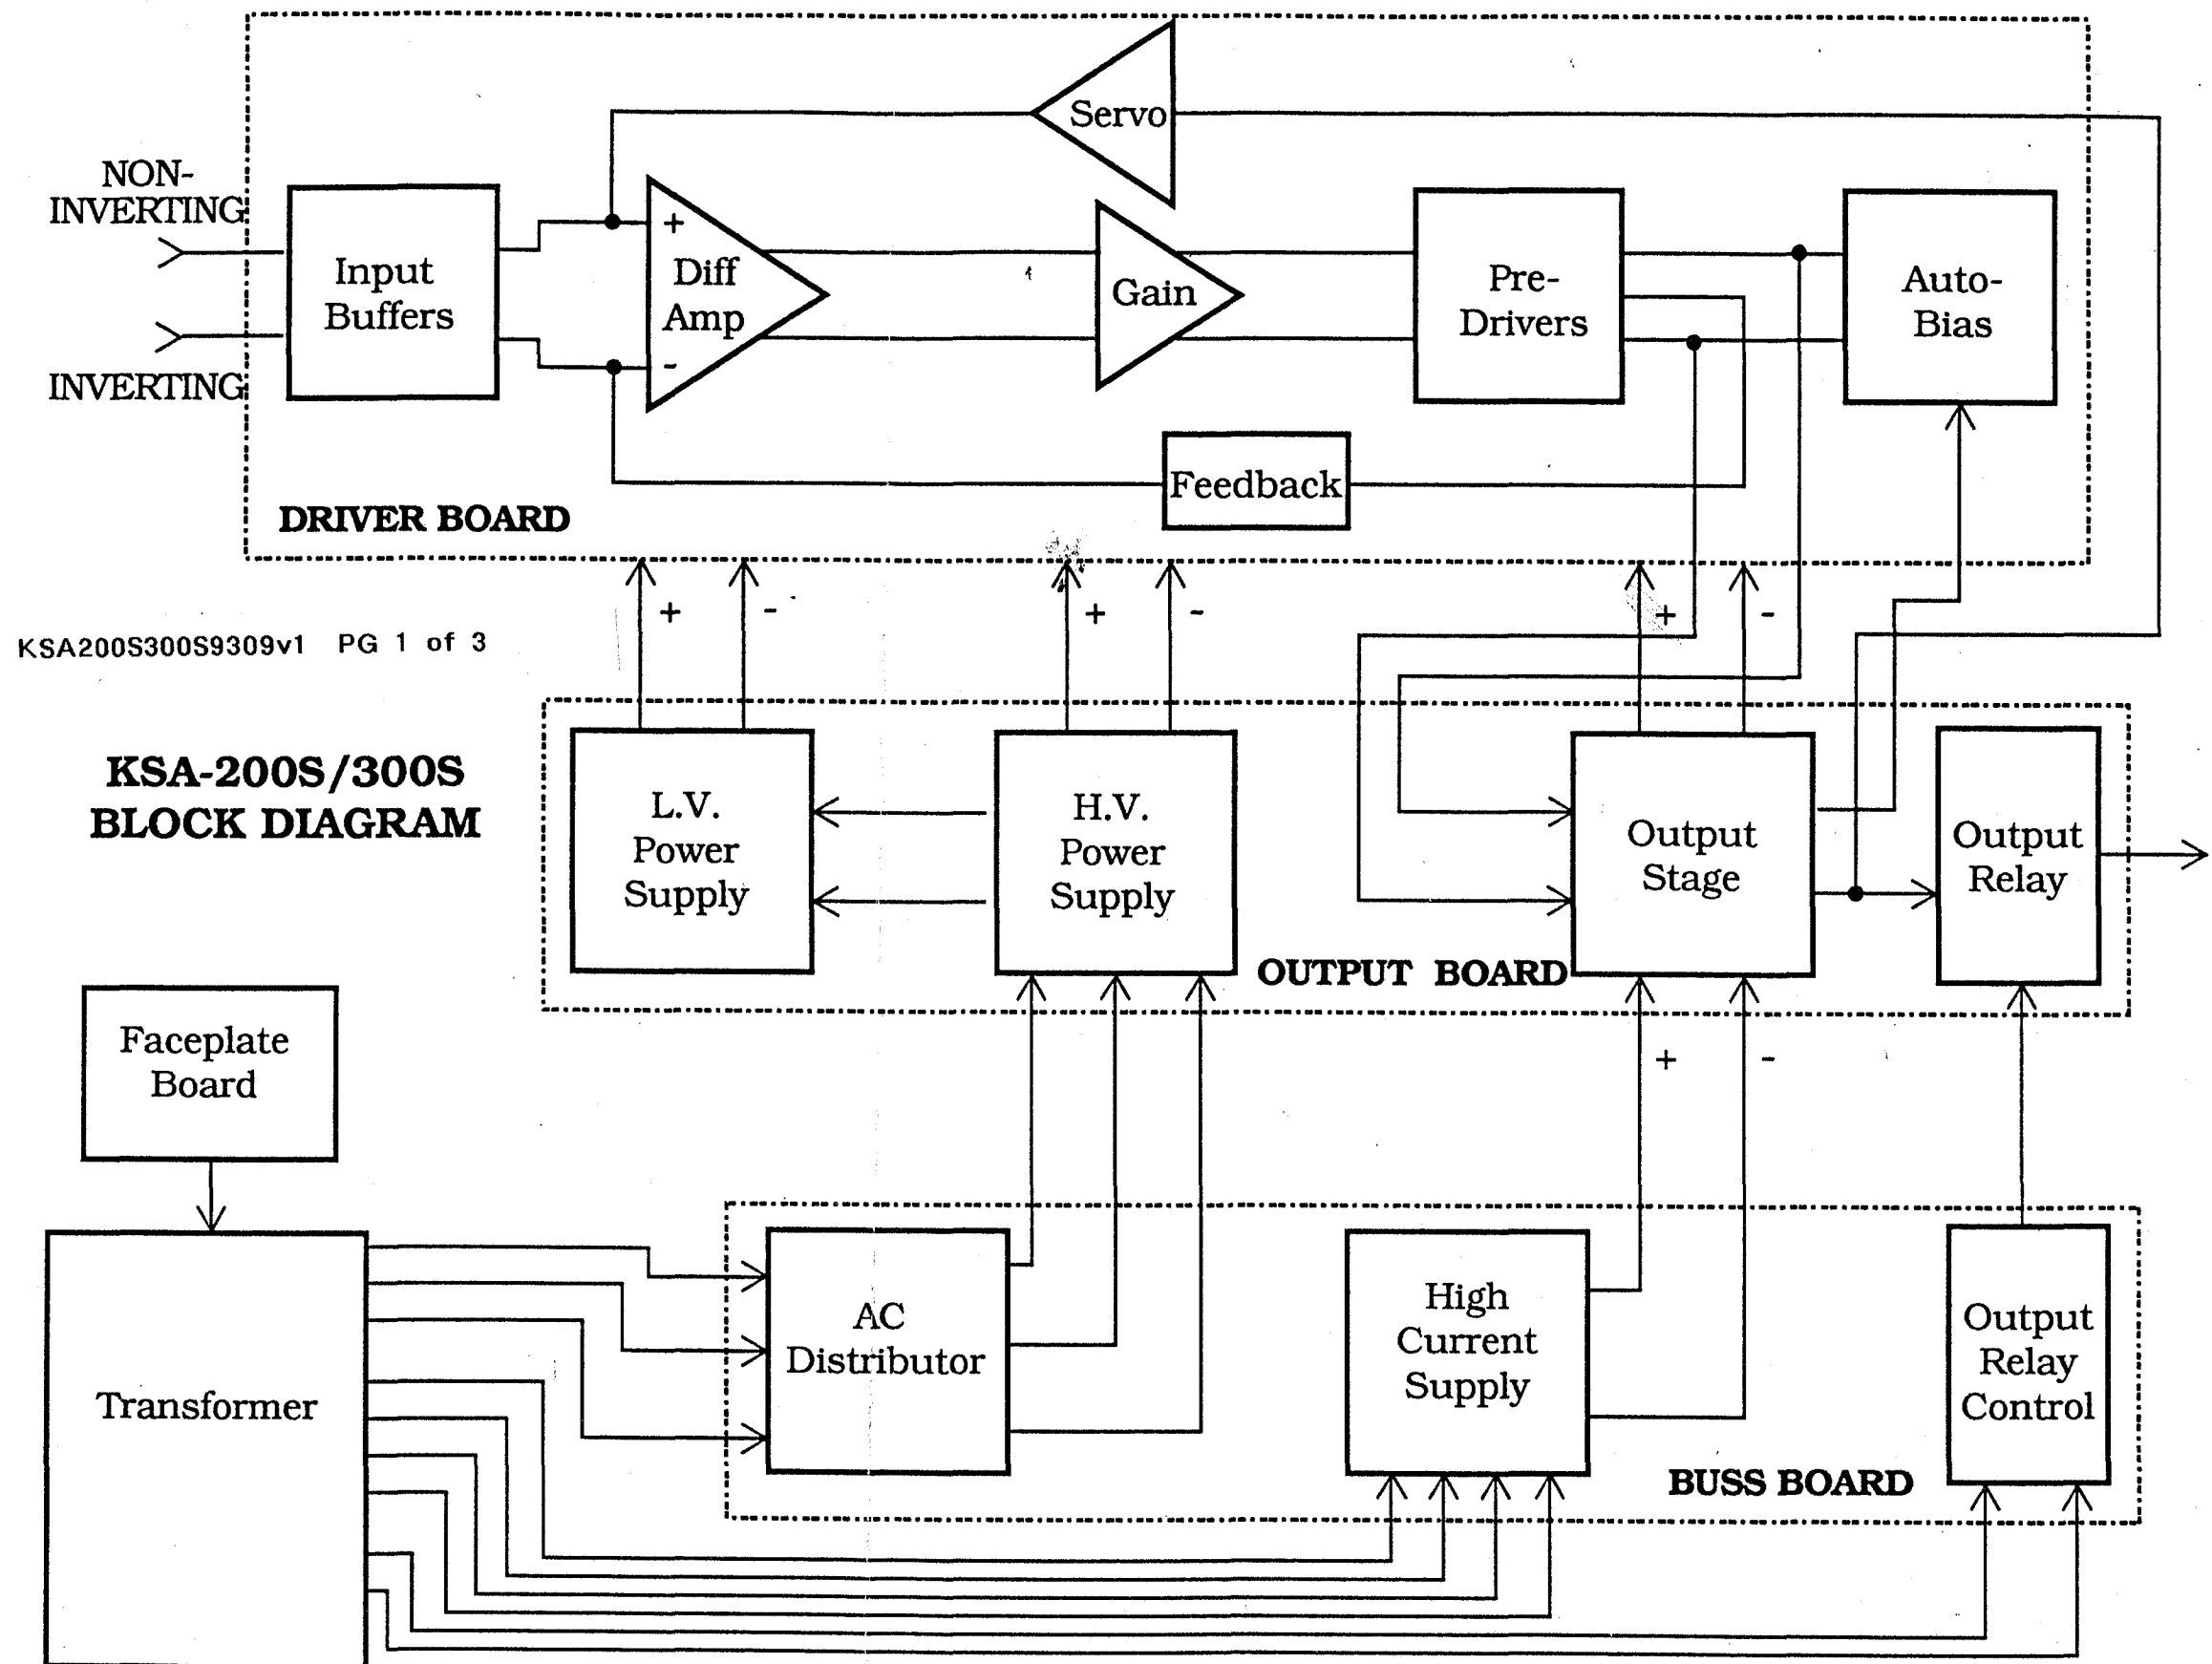 Servo
NON-
INVERTING
INVERTING
Input
Buffers
+
Diff
Amp
-
Gain
Pre-
Drivers
Auto-
Bias
Feedback
DRIVER BOARD
+
-
+
-
+
-
KSA200S300S9309v1 PG 1 of 3
KSA-200S/300S
BLOCK DIAGRAM
L.V.
Power
Supply
H.V.
Power
Supply
Output
Stage
Output
Relay
OUTPUT BOARD
+
-
Faceplate
Board
Transformer
AC
Distributor
High
Current
Supply
Output
Relay
Control
BUSS BOARD